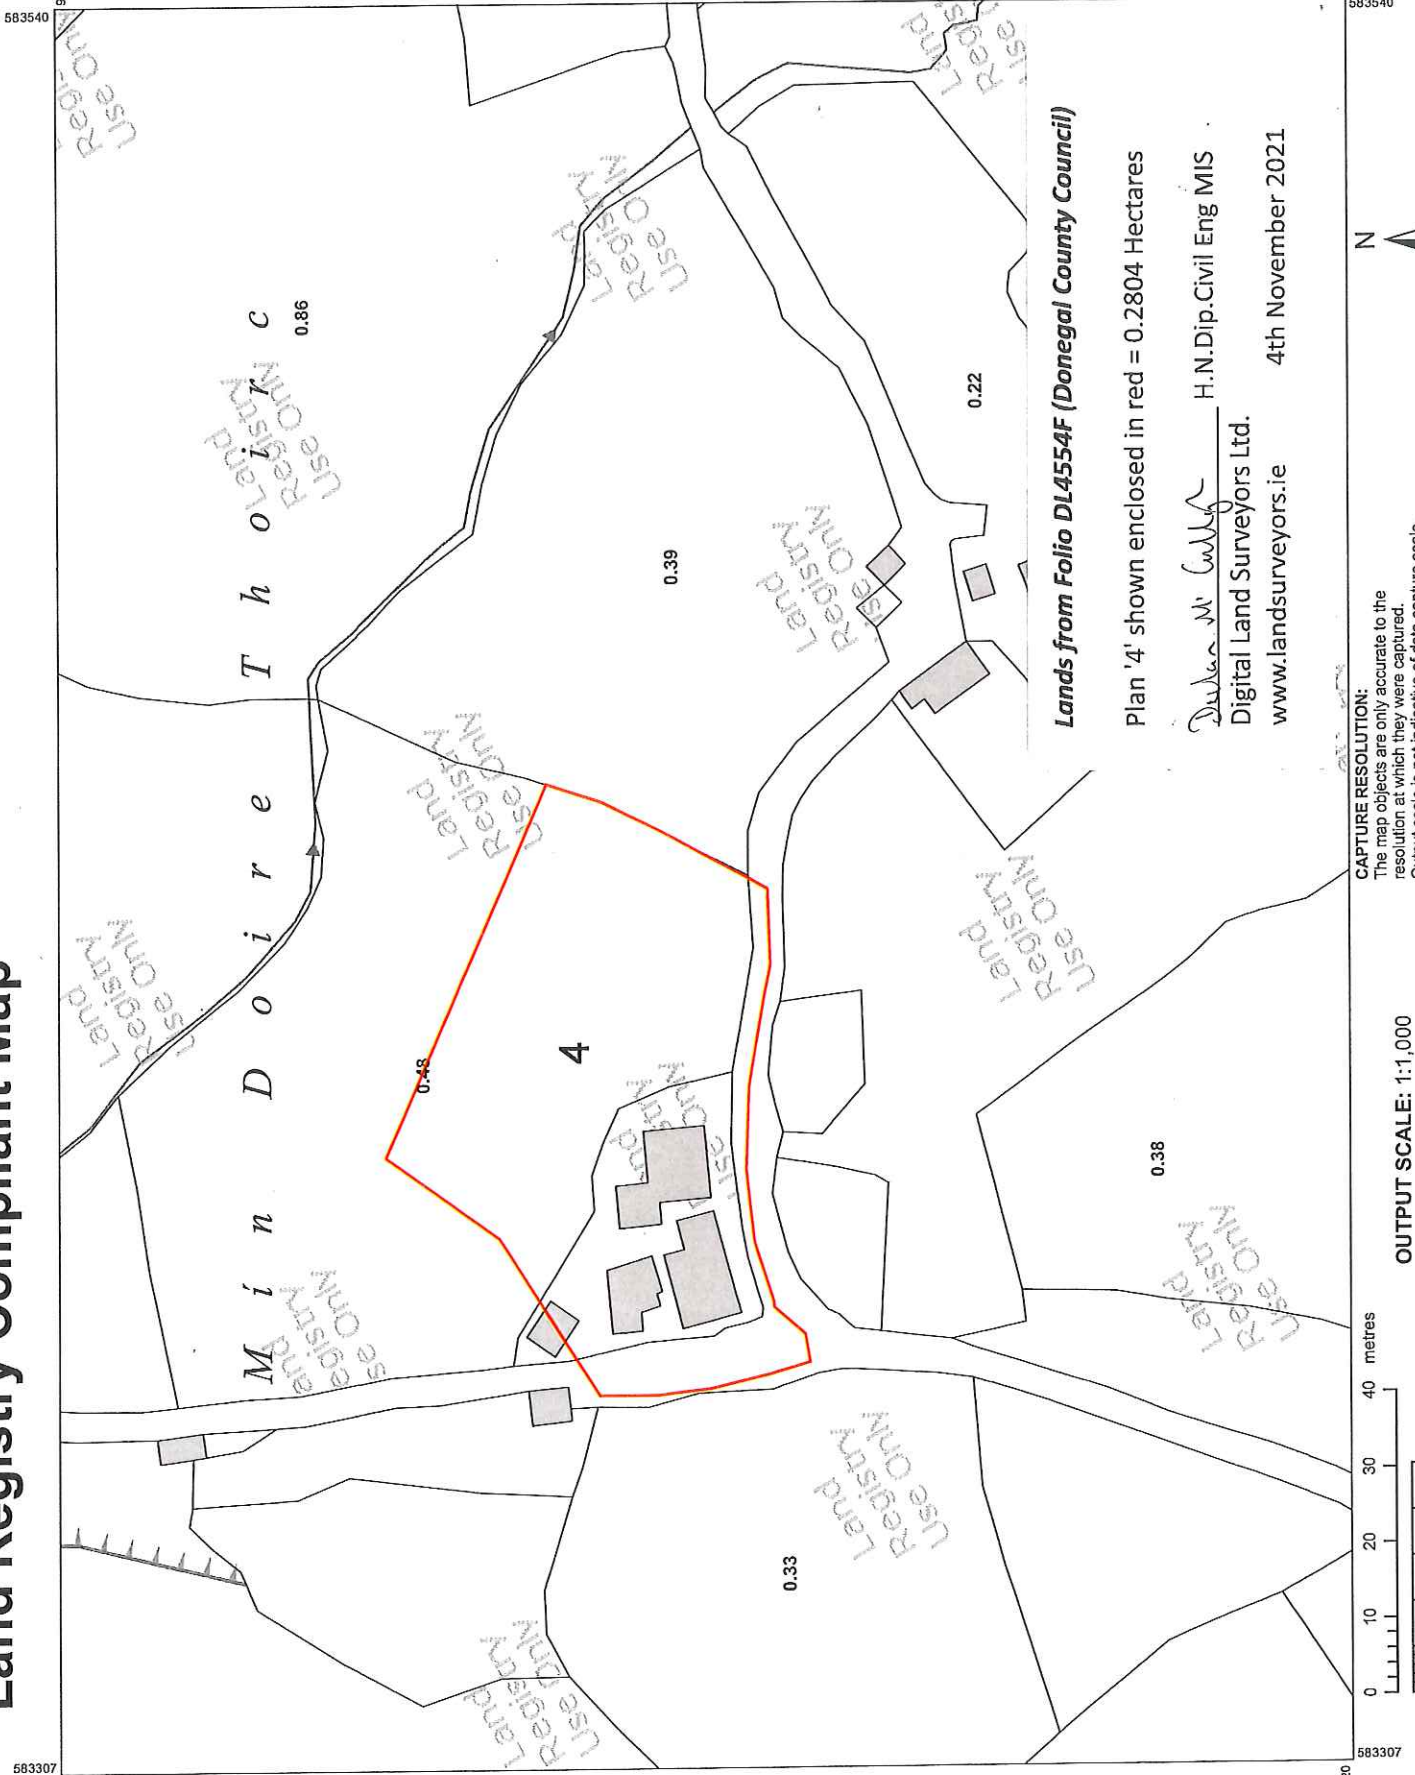 Land Registry Compliant Map
583307
583540
Land
Registry
Use Only
Mín Doire Thoirc
0.86
0.48
0.39
4
0.22
0.38
0.33
Lands from Folio DL4554F (Donegal County Council)
Plan '4' shown enclosed in red = 0.2804 Hectares
H.N.Dip.Civil Eng MIS
Digital Land Surveyors Ltd.
www.landsurveyors.ie 4th November 2021
N
583307
583540
0 10 20 30 40 metres
OUTPUT SCALE: 1:1,000
CAPTURE RESOLUTION:
The map objects are only accurate to the
resolution at which they were captured.